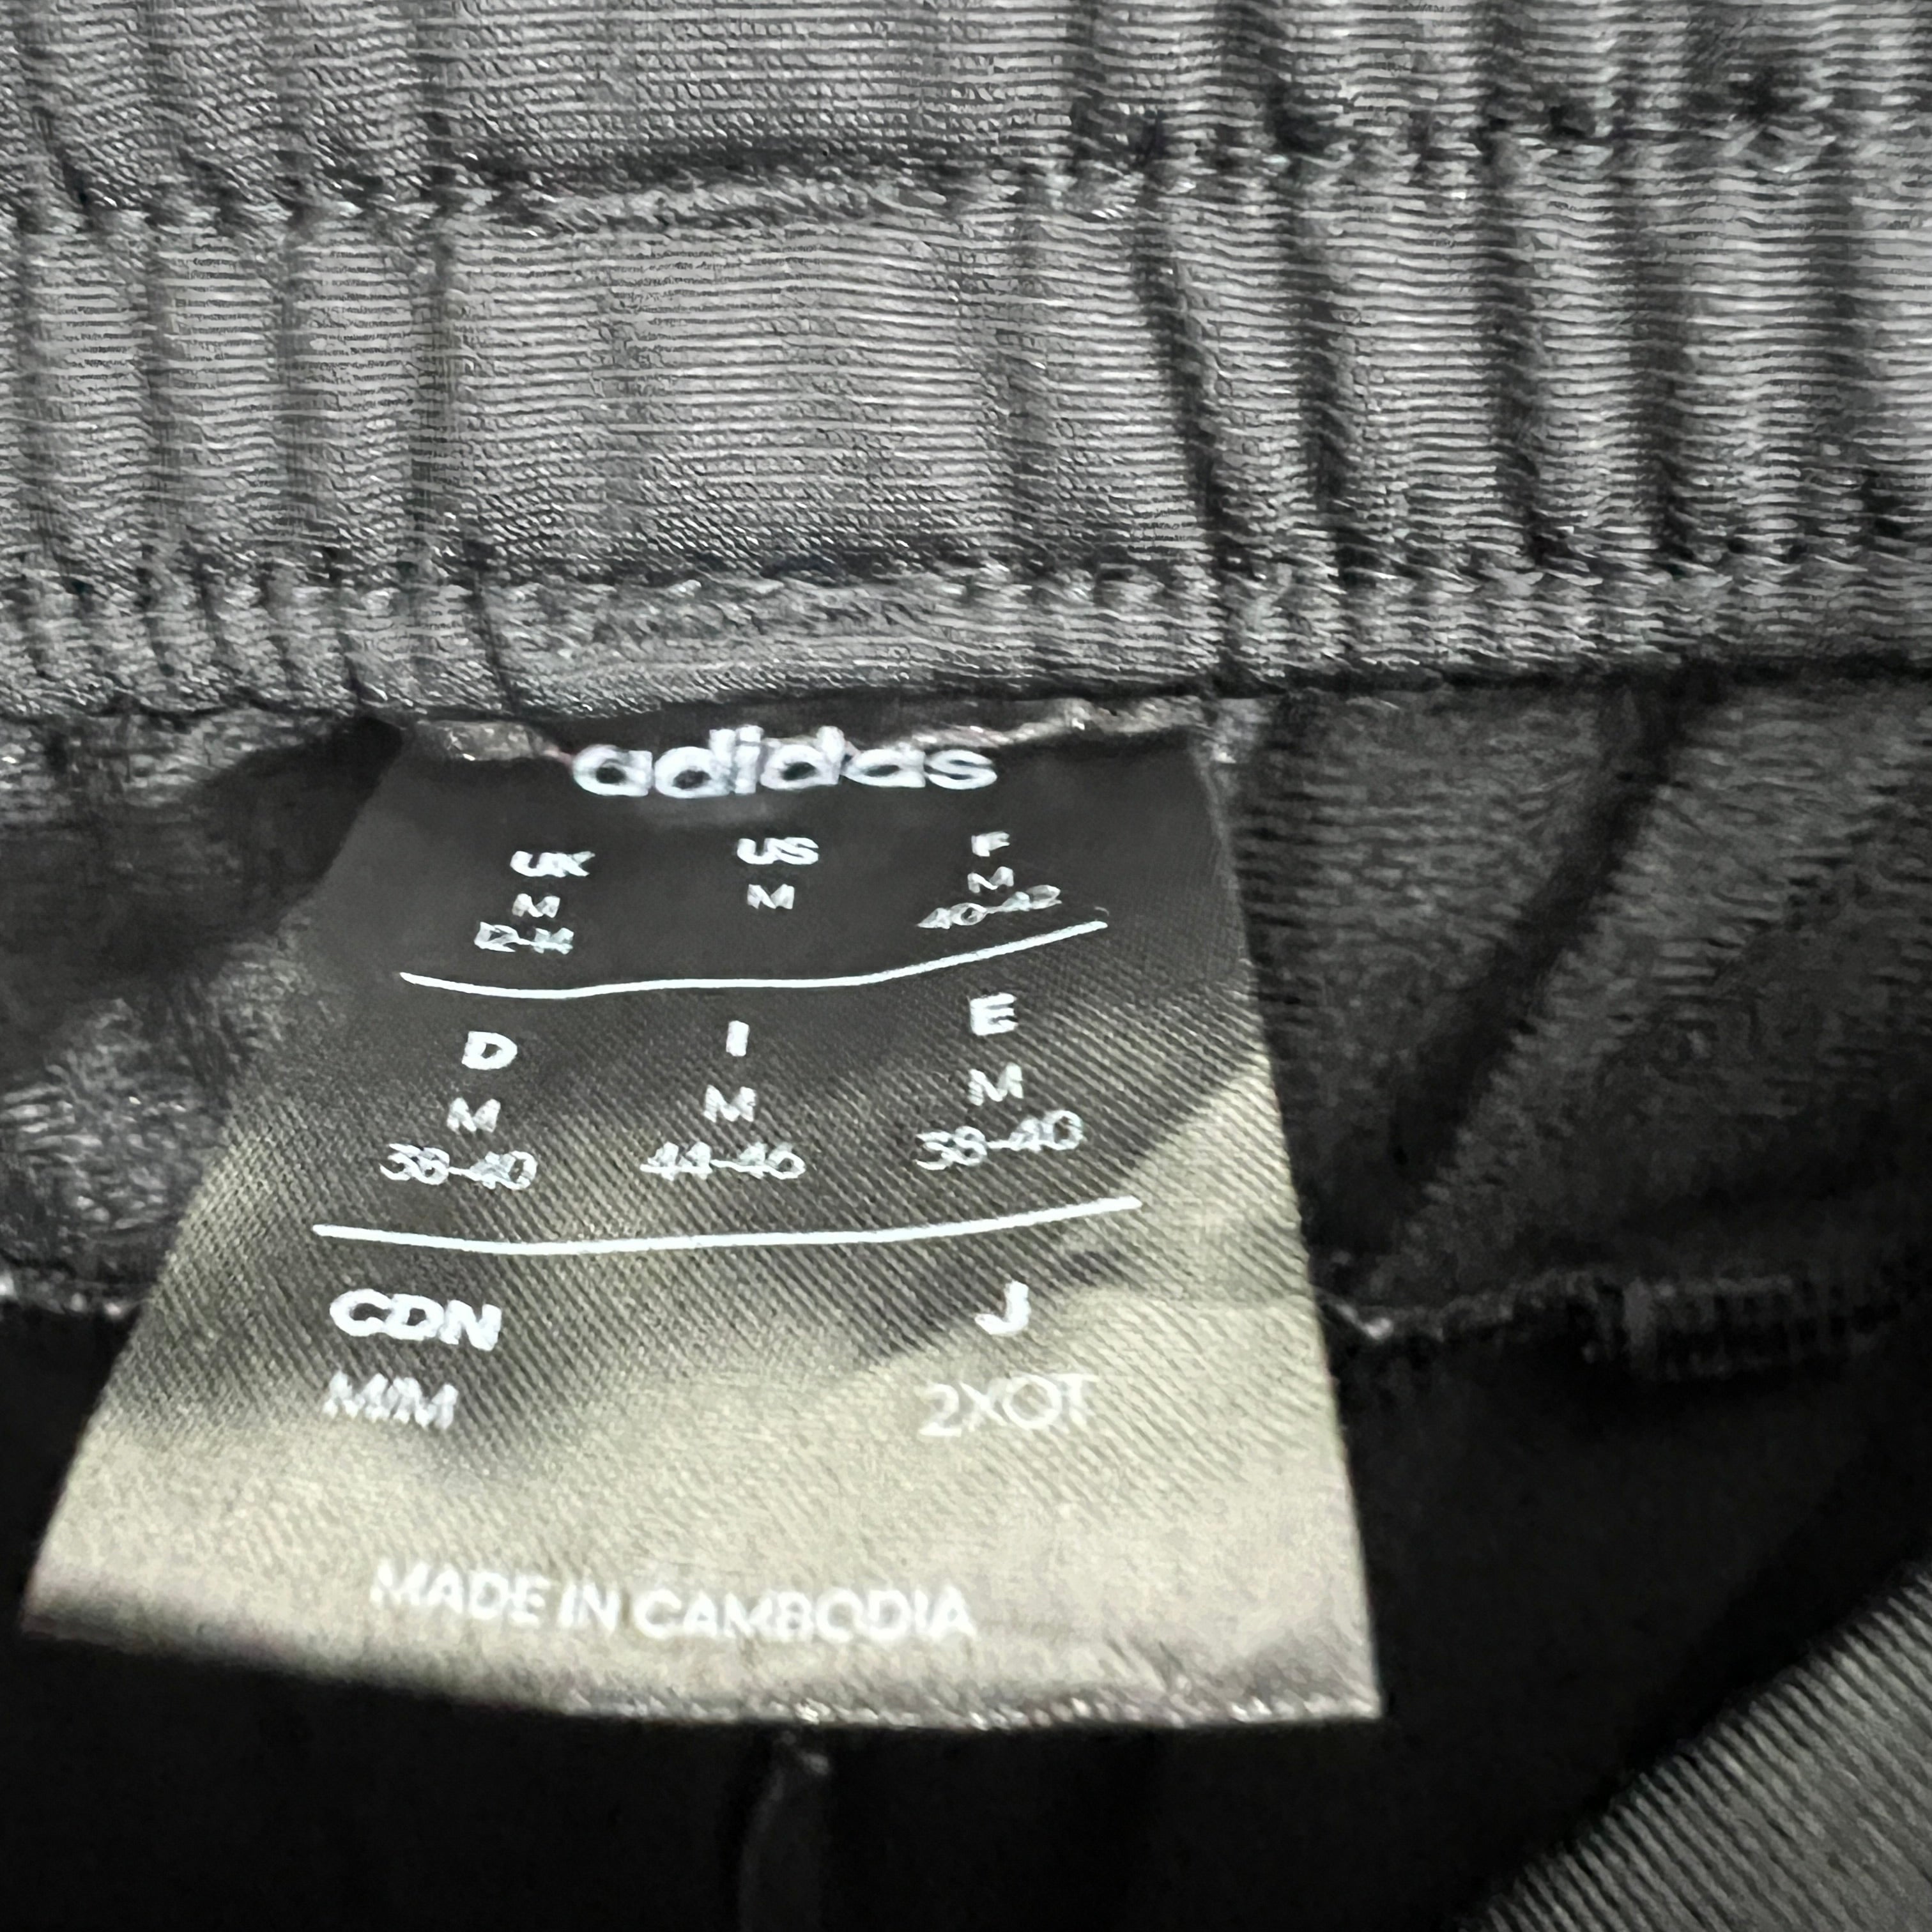 adidas
UK US F
M M M
12-14 40-42
D I E
M M M
38-40 44-46 38-40
CDN J
M/M 2XOT
MADE IN CAMBODIA